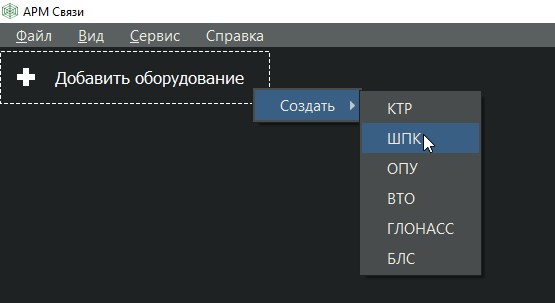 АРМ Связи
Файл Вид Сервис Справка
Добавить оборудование
Создать
КТР
ШПК
ОПУ
ВТО
ГЛОНАСС
БЛС